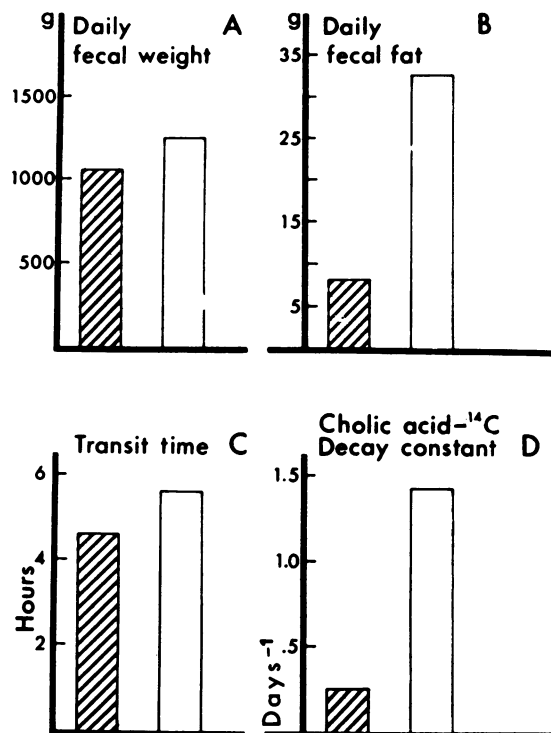 g Daily A
fecal weight
1500
1000
500
g Daily B
fecal fat
35
25
15
5
Transit time C
6
4
2
Hours
Cholic acid-¹⁴C
Decay constant D
1.5
1.0
.5
Days⁻¹